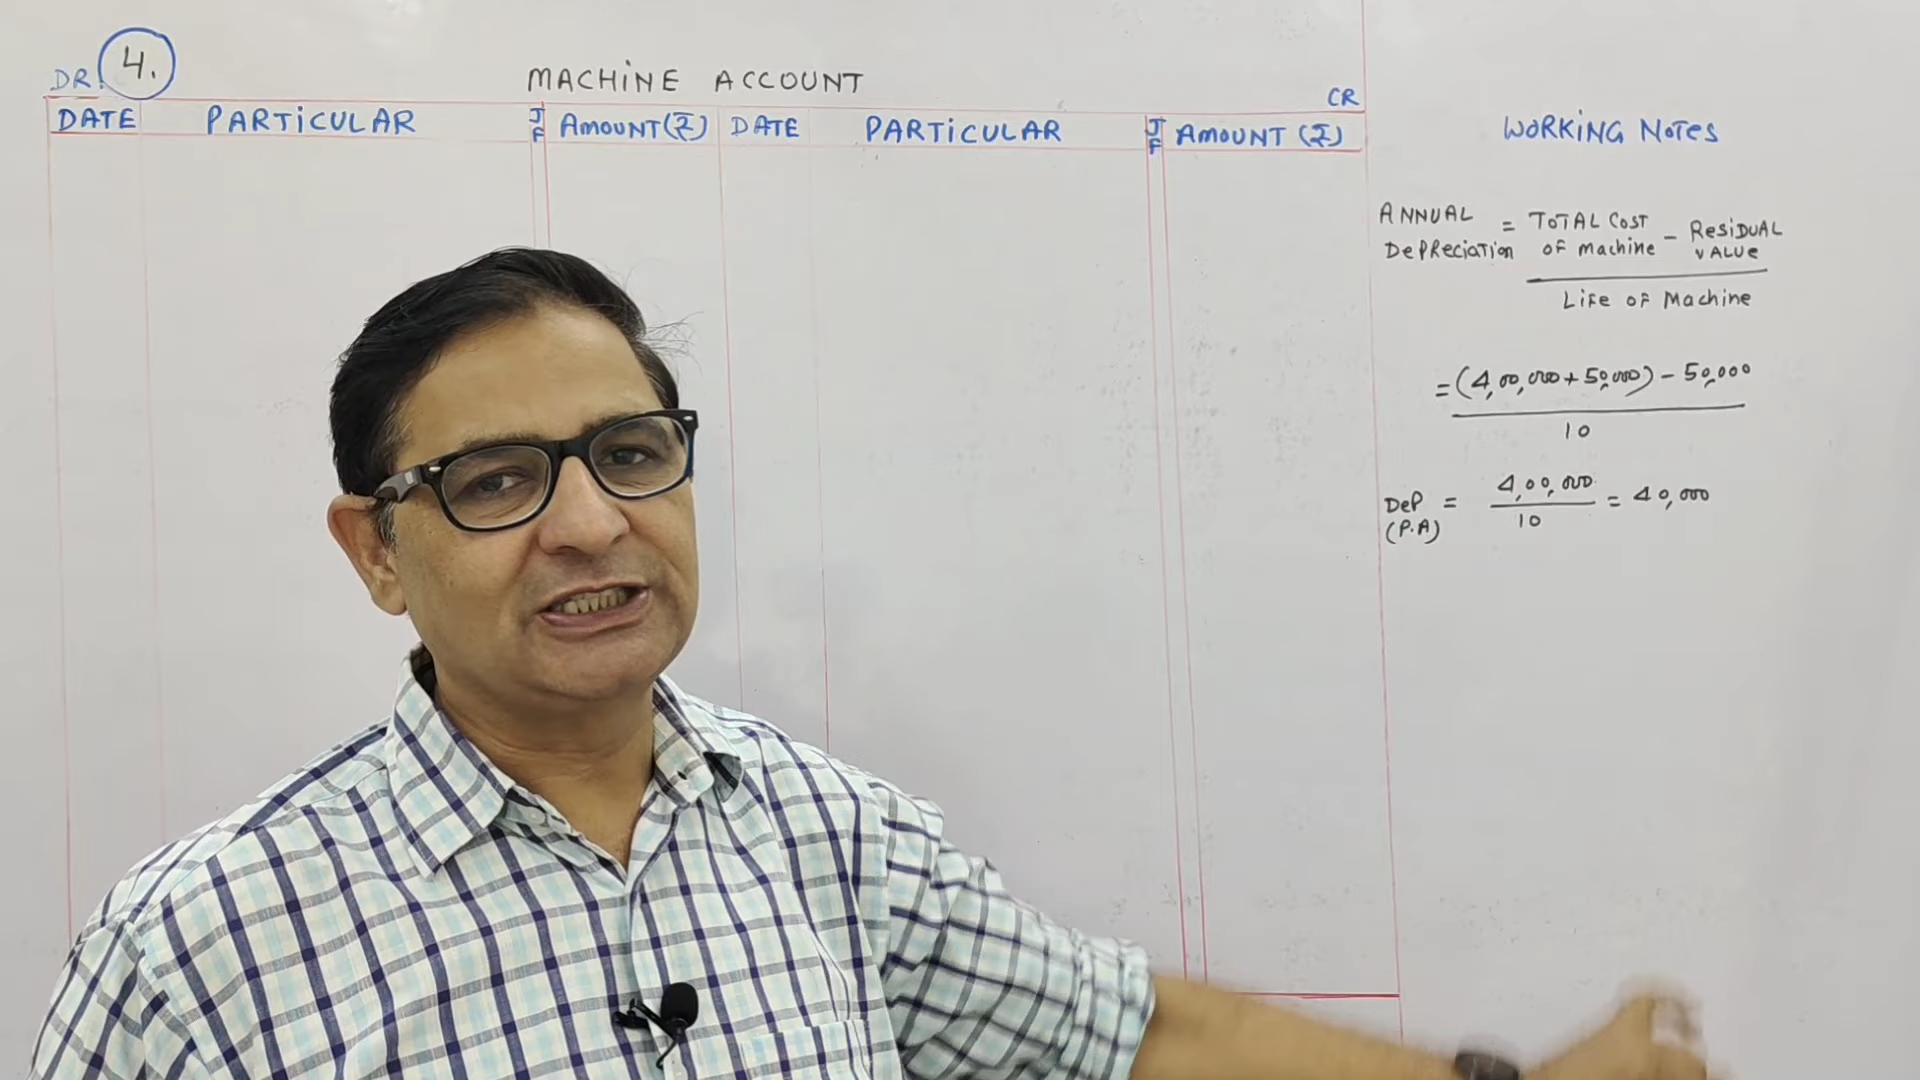 4.
DR.
MACHINE ACCOUNT
CR
DATE PARTICULAR JF AMOUNT(₹) DATE PARTICULAR JF AMOUNT (₹)
WORKING NOTES
ANNUAL DEPRECIATION = TOTAL COST OF MACHINE - RESIDUAL VALUE
LIFE OF MACHINE
= (4,00,000 + 50,000) - 50,000
10
DEP (P.A) = 4,00,000 = 40,000
10